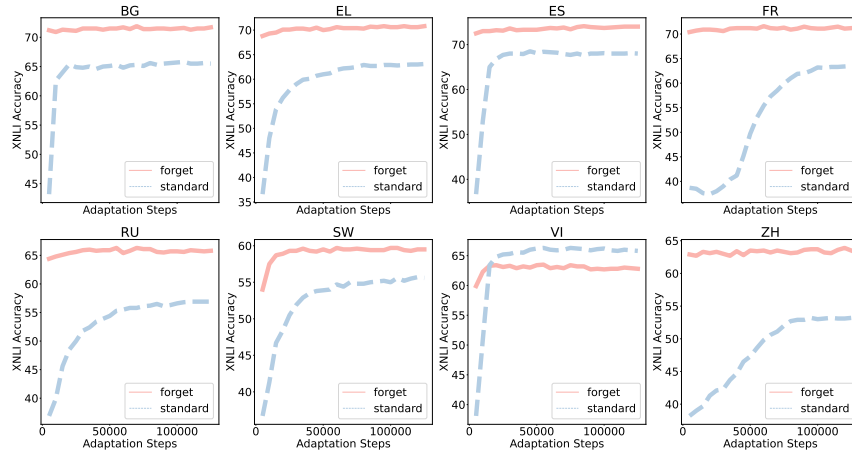 BG
XNLI Accuracy
70
65
60
55
50
45
forget
standard
Adaptation Steps
EL
XNLI Accuracy
70
65
60
55
50
45
40
35
forget
standard
Adaptation Steps
ES
XNLI Accuracy
70
60
50
40
forget
standard
Adaptation Steps
FR
XNLI Accuracy
70
65
60
55
50
45
40
forget
standard
Adaptation Steps
RU
XNLI Accuracy
65
60
55
50
45
40
forget
standard
0
50000
100000
Adaptation Steps
SW
XNLI Accuracy
60
55
50
45
40
forget
standard
0
50000
100000
Adaptation Steps
VI
XNLI Accuracy
65
60
55
50
45
40
forget
standard
0
50000
100000
Adaptation Steps
ZH
XNLI Accuracy
65
60
55
50
45
40
35
forget
standard
0
50000
100000
Adaptation Steps